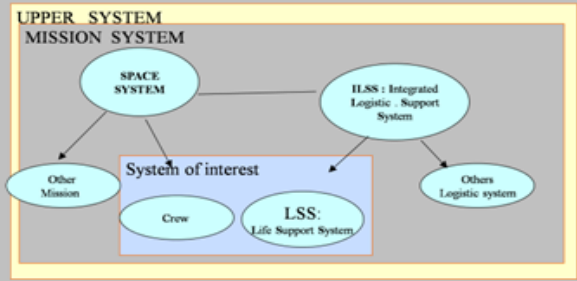 UPPER SYSTEM
MISSION SYSTEM
SPACE
SYSTEM
ILSS : Integrated
Logistic . Support
System
Other
Mission
System of interest
Crew
LSS:
Life Support System
Others
Logistic system